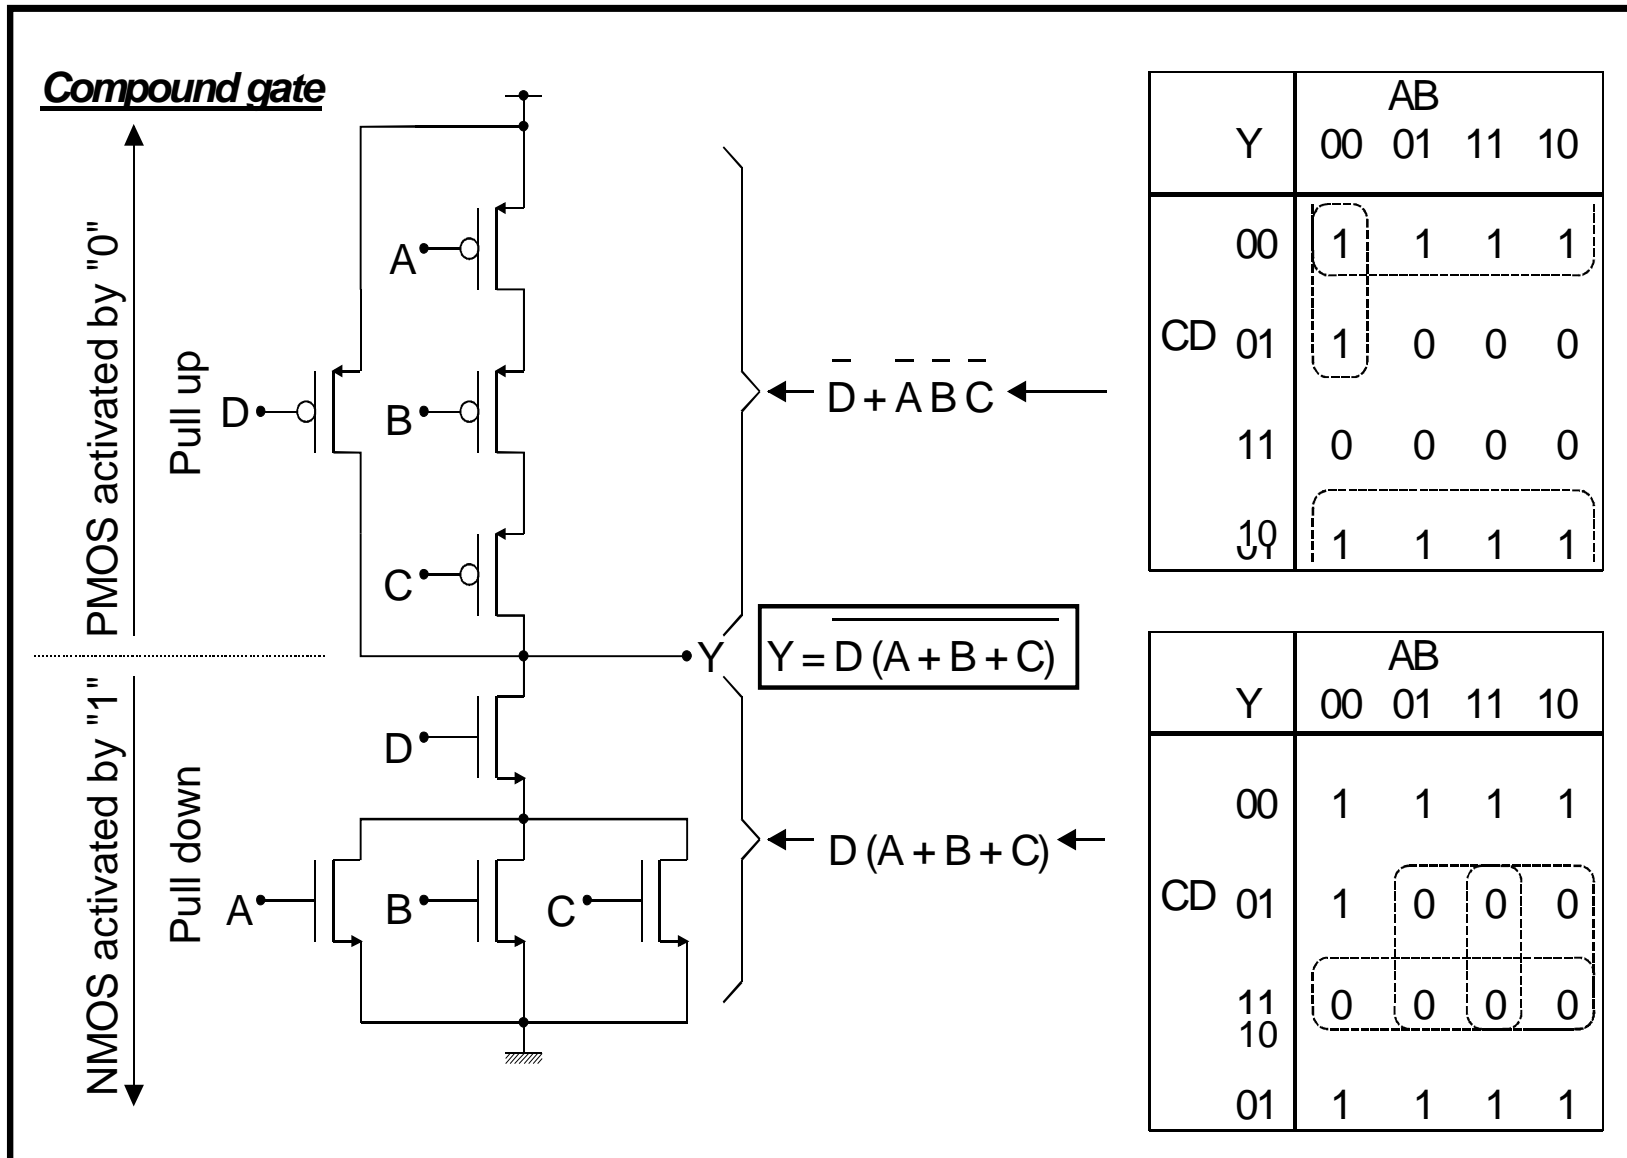 Compound gate
PMOS activated by "0"
Pull up
A
D
B
C
Y
NMOS activated by "1"
Pull down
D
A
B
C
D̅ + A̅ B̅ C̅
Y = \overline{D (A + B + C)}
D (A + B + C)
AB
Y 00 01 11 10
00 1 1 1 1
CD 01 1 0 0 0
11 0 0 0 0
10 1 1 1 1
AB
Y 00 01 11 10
00 1 1 1 1
CD 01 1 0 0 0
11 0 0 0 0
10
01 1 1 1 1